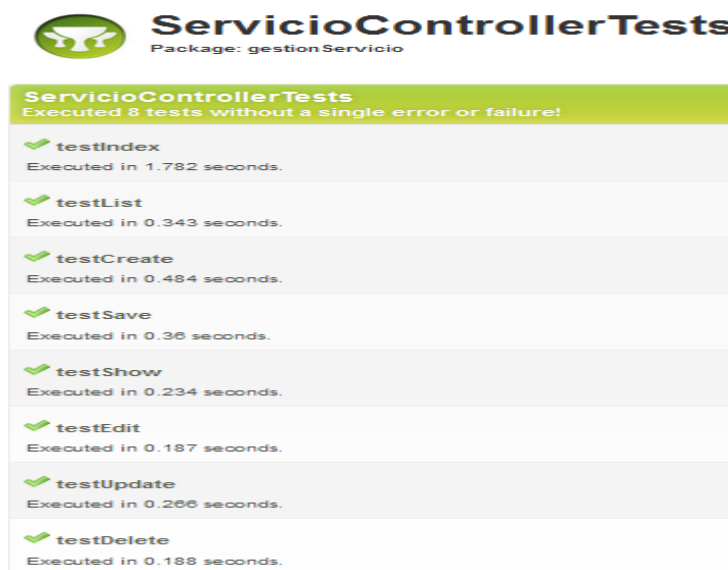 ServicioControllerTests
Package: gestionServicio
ServicioControllerTests
Executed 8 tests without a single error or failure!
testIndex
Executed in 1.782 seconds.
testList
Executed in 0.343 seconds.
testCreate
Executed in 0.484 seconds.
testSave
Executed in 0.36 seconds.
testShow
Executed in 0.234 seconds.
testEdit
Executed in 0.187 seconds.
testUpdate
Executed in 0.266 seconds.
testDelete
Executed in 0.188 seconds.